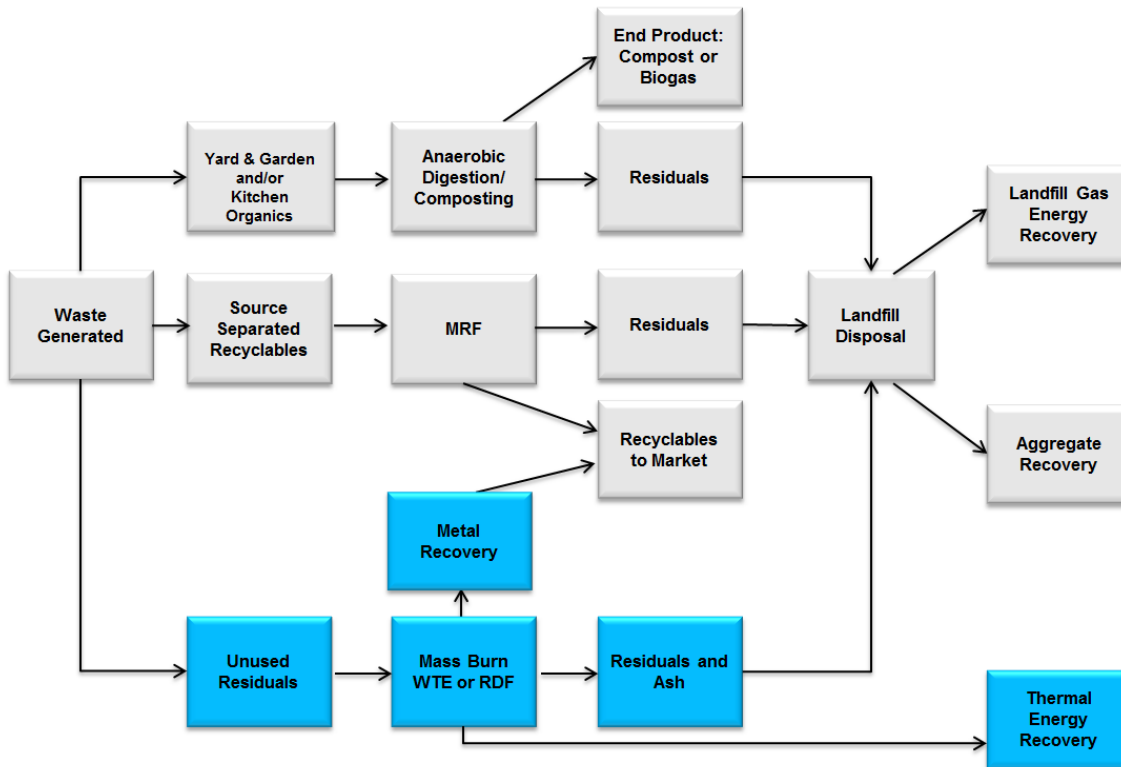 End Product:
Compost or
Biogas
Yard & Garden
and/or
Kitchen
Organics
Anaerobic
Digestion/
Composting
Residuals
Landfill Gas
Energy
Recovery
Waste
Generated
Source
Separated
Recyclables
MRF
Residuals
Landfill
Disposal
Recyclables
to Market
Aggregate
Recovery
Metal
Recovery
Unused
Residuals
Mass Burn
WTE or RDF
Residuals and
Ash
Thermal
Energy
Recovery